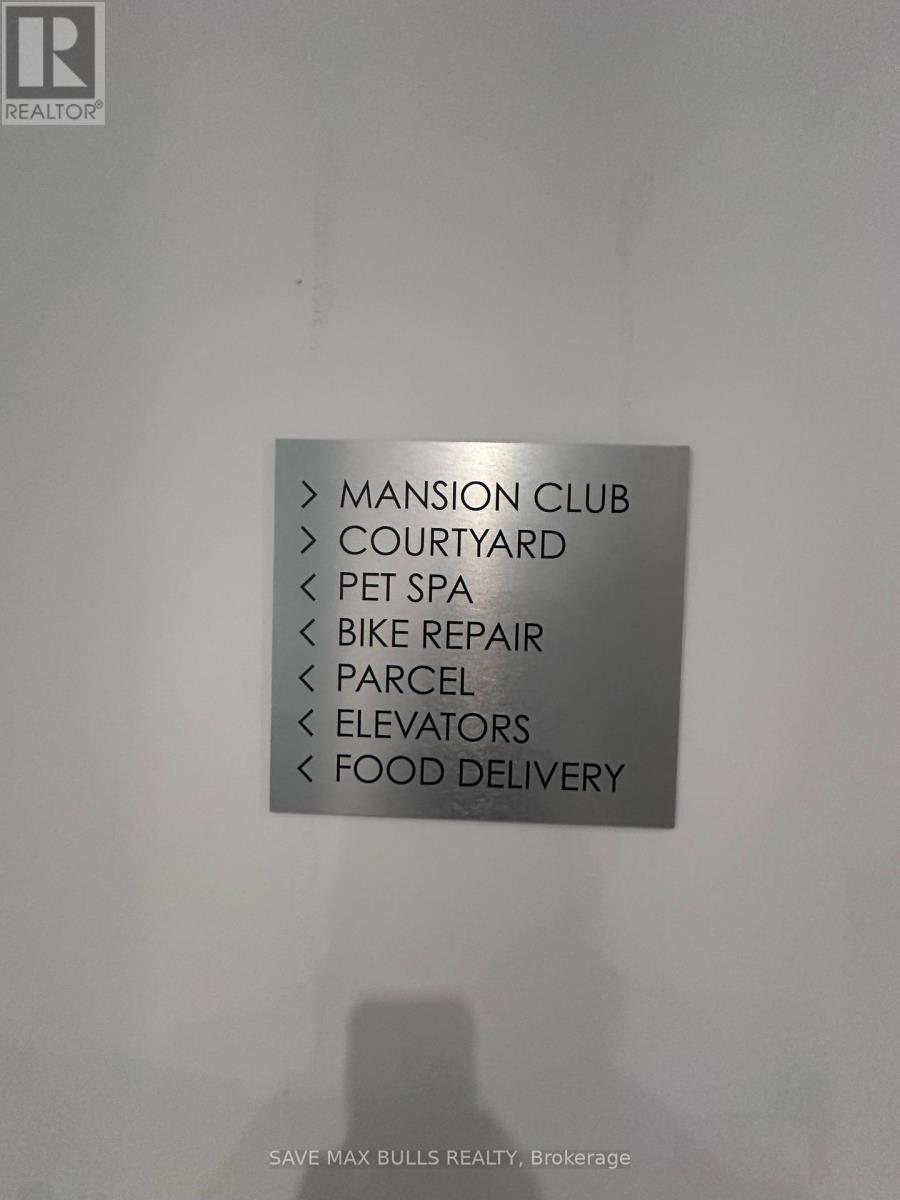 R
REALTOR®
> MANSION CLUB
> COURTYARD
< PET SPA
< BIKE REPAIR
< PARCEL
< ELEVATORS
< FOOD DELIVERY
SAVE MAX BULLS REALTY, Brokerage